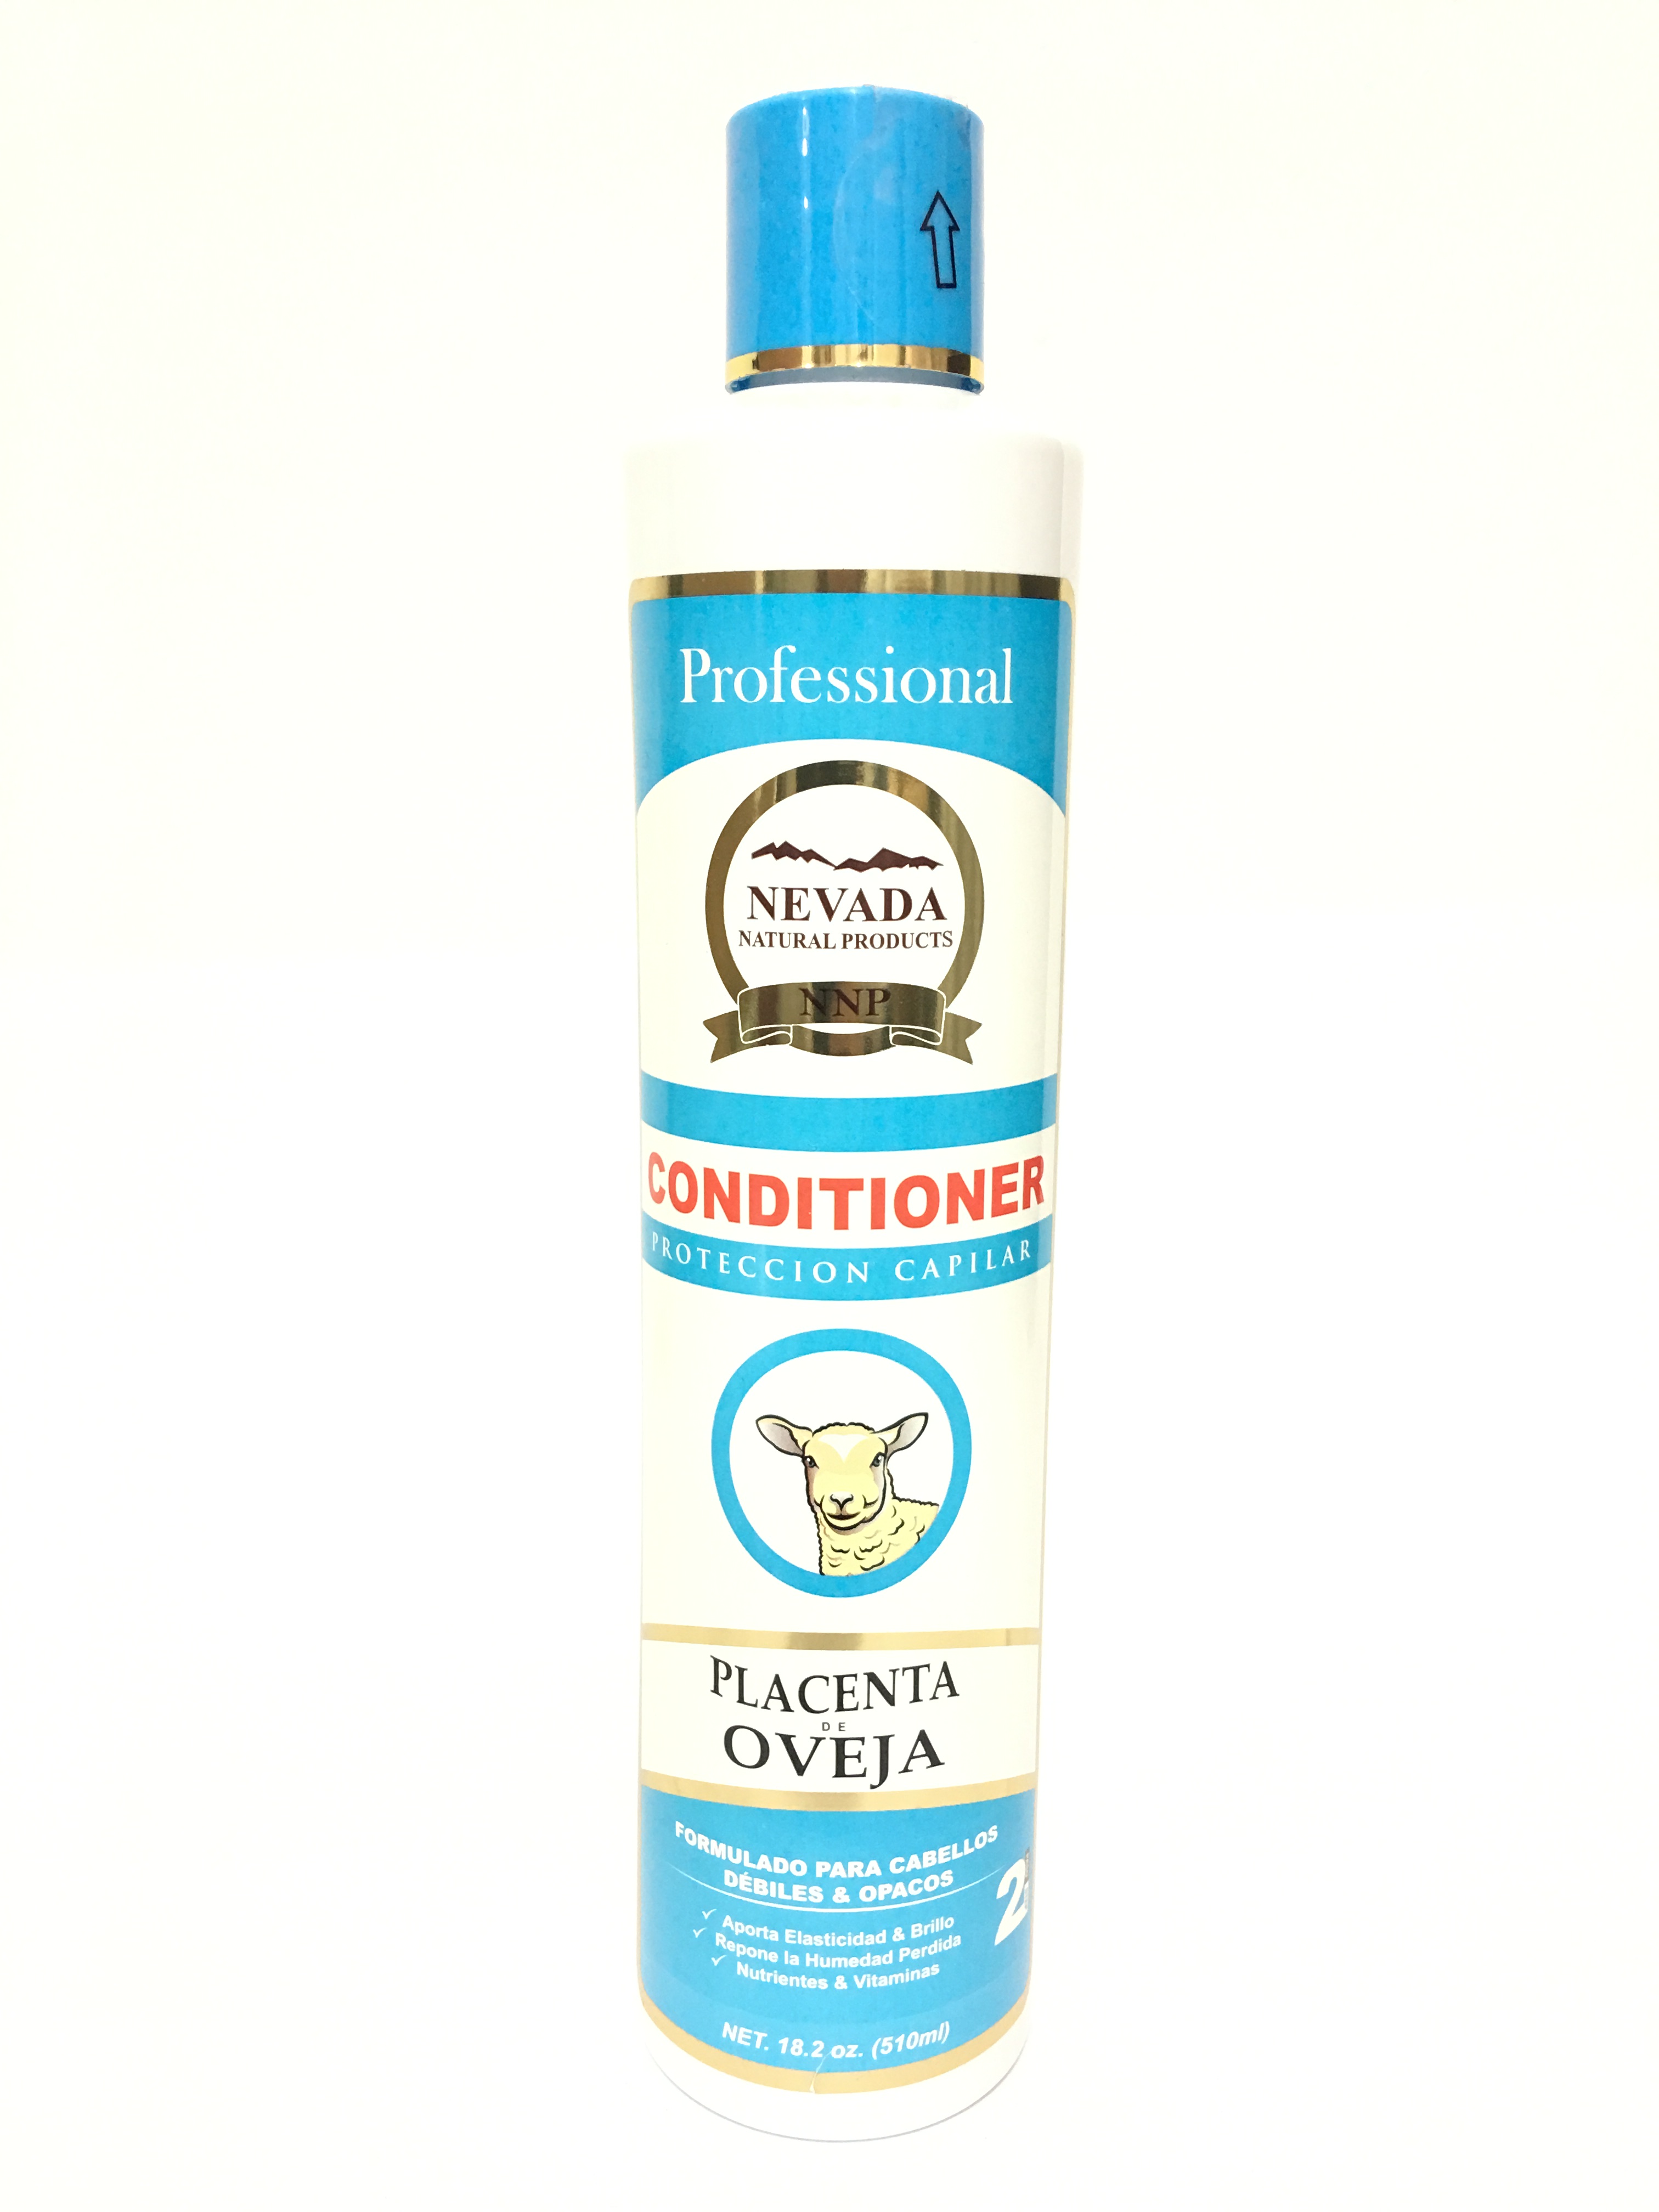 Professional
NEVADA
NATURAL PRODUCTS
NNP
CONDITIONER
PROTECCION CAPILAR
PLACENTA
DE
OVEJA
FORMULADO PARA CABELLOS
DÉBILES & OPACOS
2
Aporta Elasticidad & Brillo
Repone la Humedad Perdida
Nutrientes & Vitaminas
NET. 18.2 oz. (510ml)